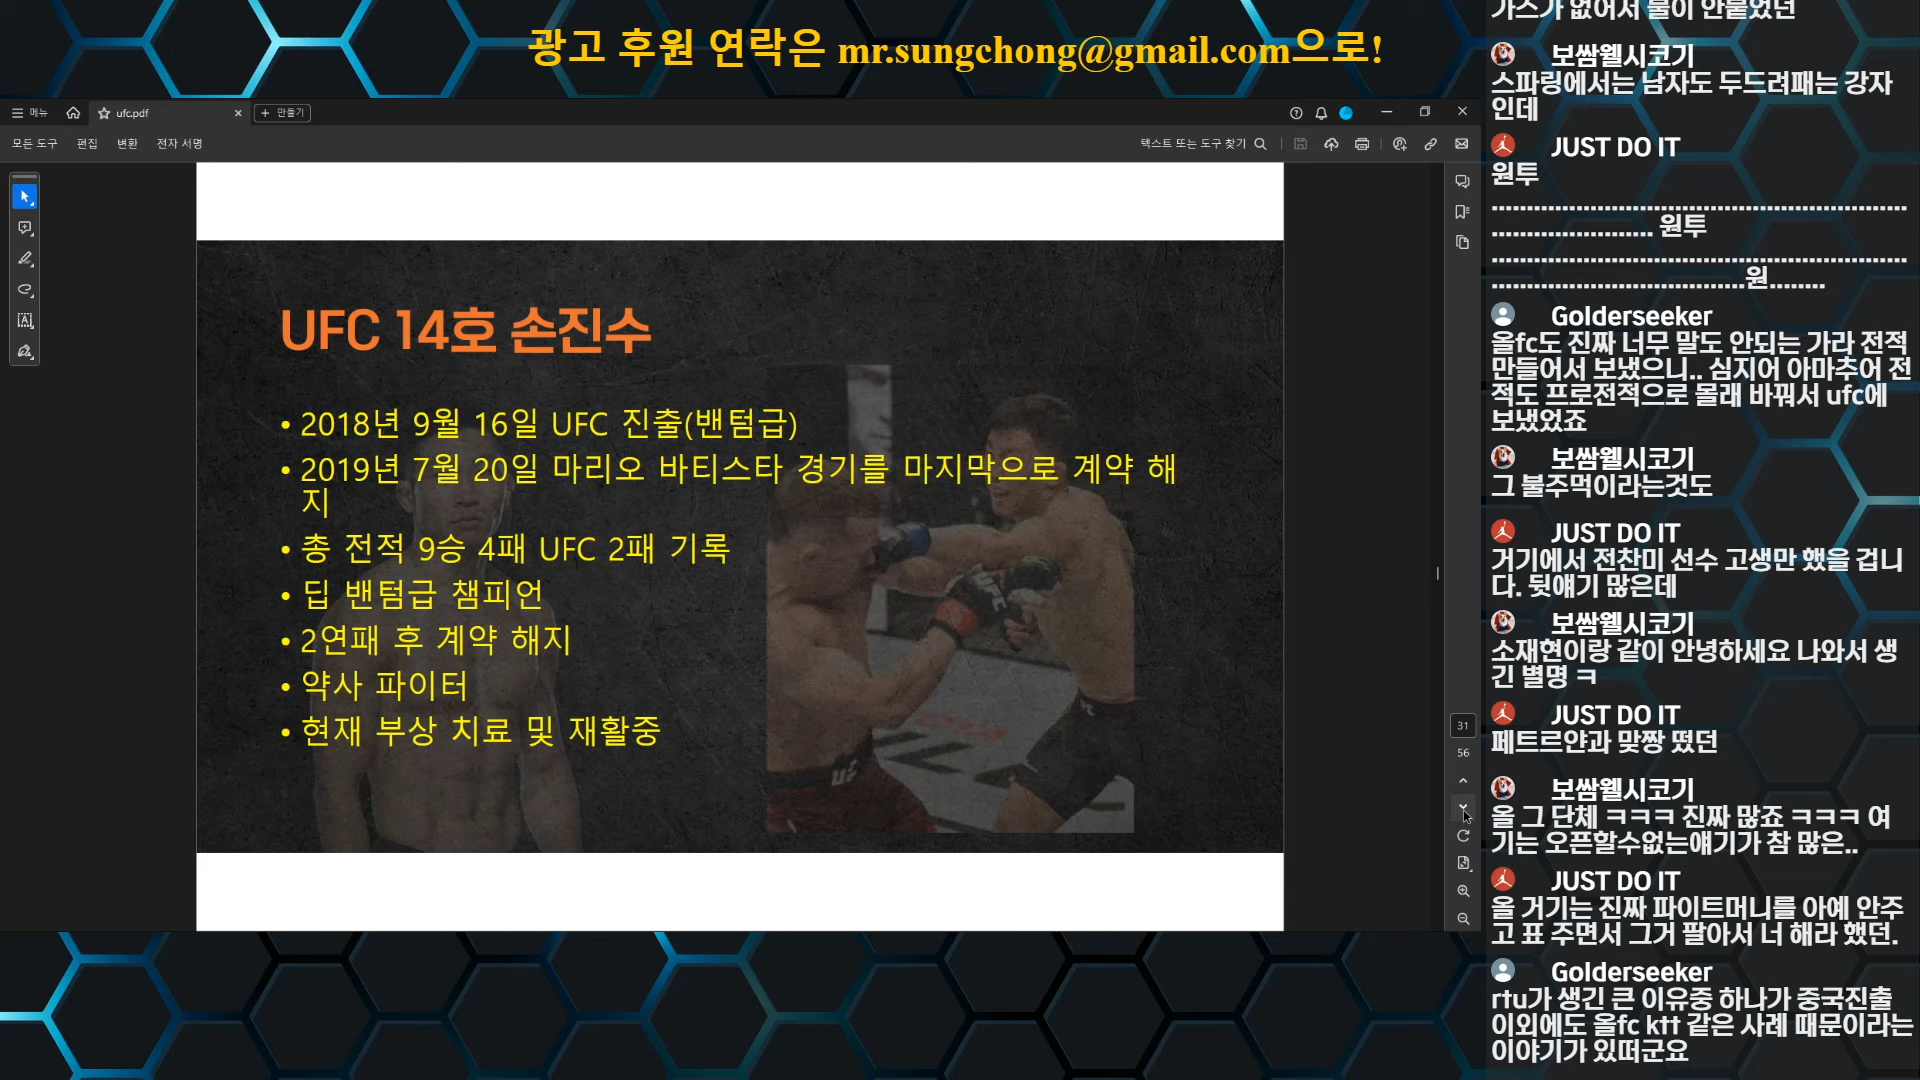 광고 후원 연락은 mr.sungchong@gmail.com으로!
메뉴
ufc.pdf
만들기
모든 도구
편집
변환
전자 서명
텍스트 또는 도구 찾기
UFC 14호 손진수
• 2018년 9월 16일 UFC 진출(밴텀급)
• 2019년 7월 20일 마리오 바티스타 경기를 마지막으로 계약 해
지
• 총 전적 9승 4패 UFC 2패 기록
• 딥 밴텀급 챔피언
• 2연패 후 계약 해지
• 약사 파이터
• 현재 부상 치료 및 재활중
31
56
가스가 없어서 불이 안붙었던
보쌈웰시코기
스파링에서는 남자도 두드려패는 강자
인데
JUST DO IT
원투
...........................................................
....................... 원투
...........................................................
....................................원........
Golderseeker
올fc도 진짜 너무 말도 안되는 가라 전적
만들어서 보냈으니.. 심지어 아마추어 전
적도 프로전적으로 몰래 바꿔서 ufc에
보냈었죠
보쌈웰시코기
그 불주먹이라는것도
JUST DO IT
거기에서 전찬미 선수 고생만 했을 겁니
다. 뒷얘기 많은데
보쌈웰시코기
소재현이랑 같이 안녕하세요 나와서 생
긴 별명 ㅋ
JUST DO IT
페트르얀과 맞짱 떴던
보쌈웰시코기
올 그 단체 ㅋㅋㅋ 진짜 많죠 ㅋㅋㅋ 여
기는 오픈할수없는얘기가 참 많은..
JUST DO IT
올 거기는 진짜 파이트머니를 아예 안주
고 표 주면서 그거 팔아서 너 해라 했던.
Golderseeker
rtu가 생긴 큰 이유중 하나가 중국진출
이외에도 올fc ktt 같은 사례 때문이라는
이야기가 있떠군요